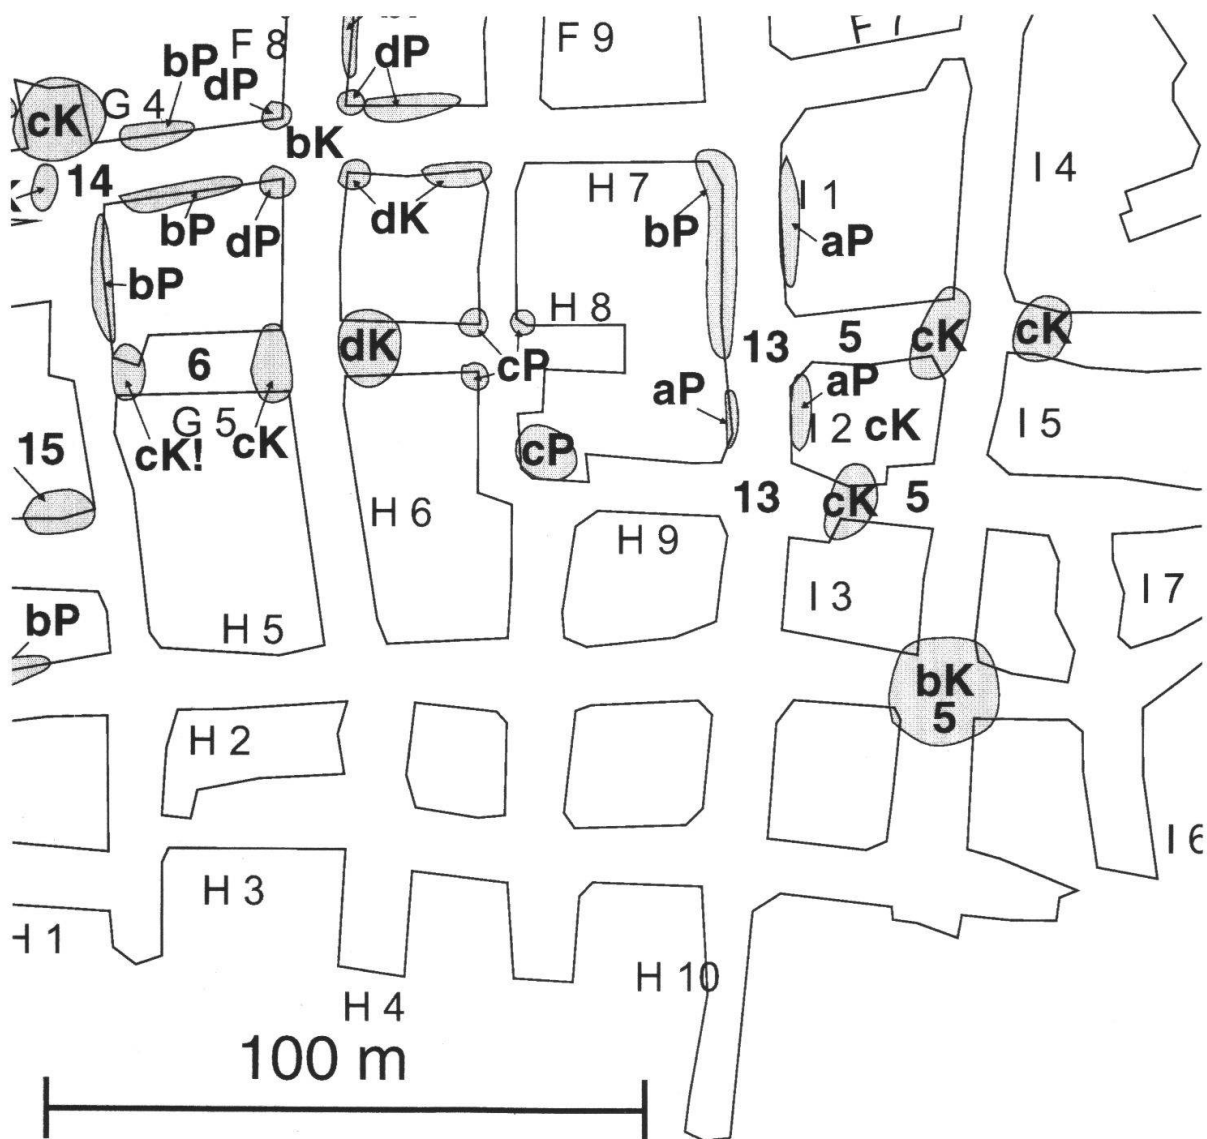 F 8
F 9
F 7
bP
dP
dP
cK
G 4
bK
14
H 7
I 1
I 4
dK
bP
dP
bP
aP
bP
H 8
13
5
cK
cK
dK
6
cP
aP
aP
G 5
I 2
cK
I 5
cK!
cK
15
cP
H 6
13
cK
5
H 9
I 3
I 7
bP
H 5
bK
5
H 2
I 6
H 3
H 1
H 10
H 4
100 m